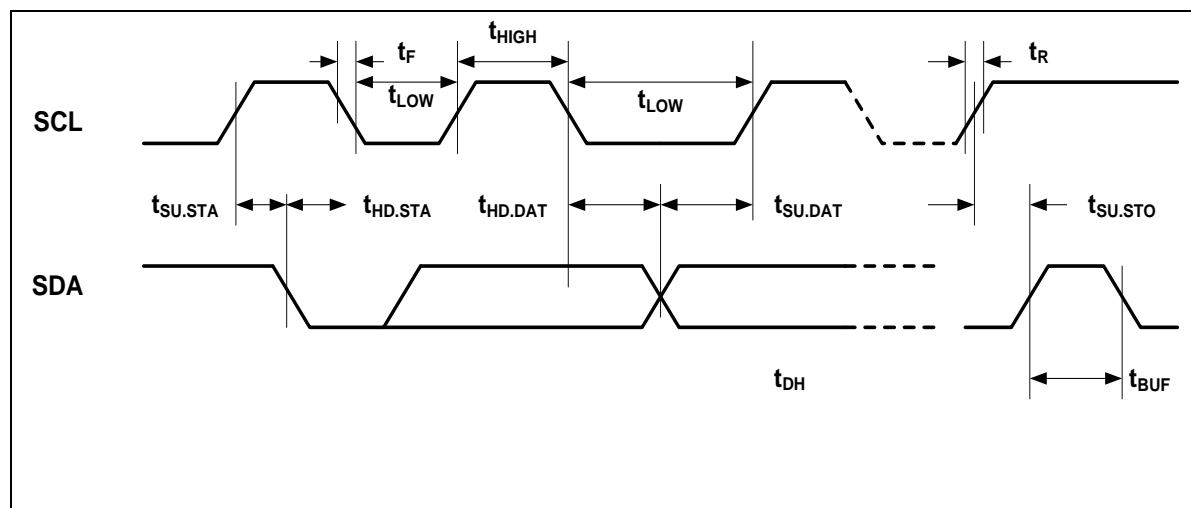 tHIGH
tF
tR
tLOW
tLOW
SCL
tSU.STA
tHD.STA
tHD.DAT
tSU.DAT
tSU.STO
SDA
tDH
tBUF